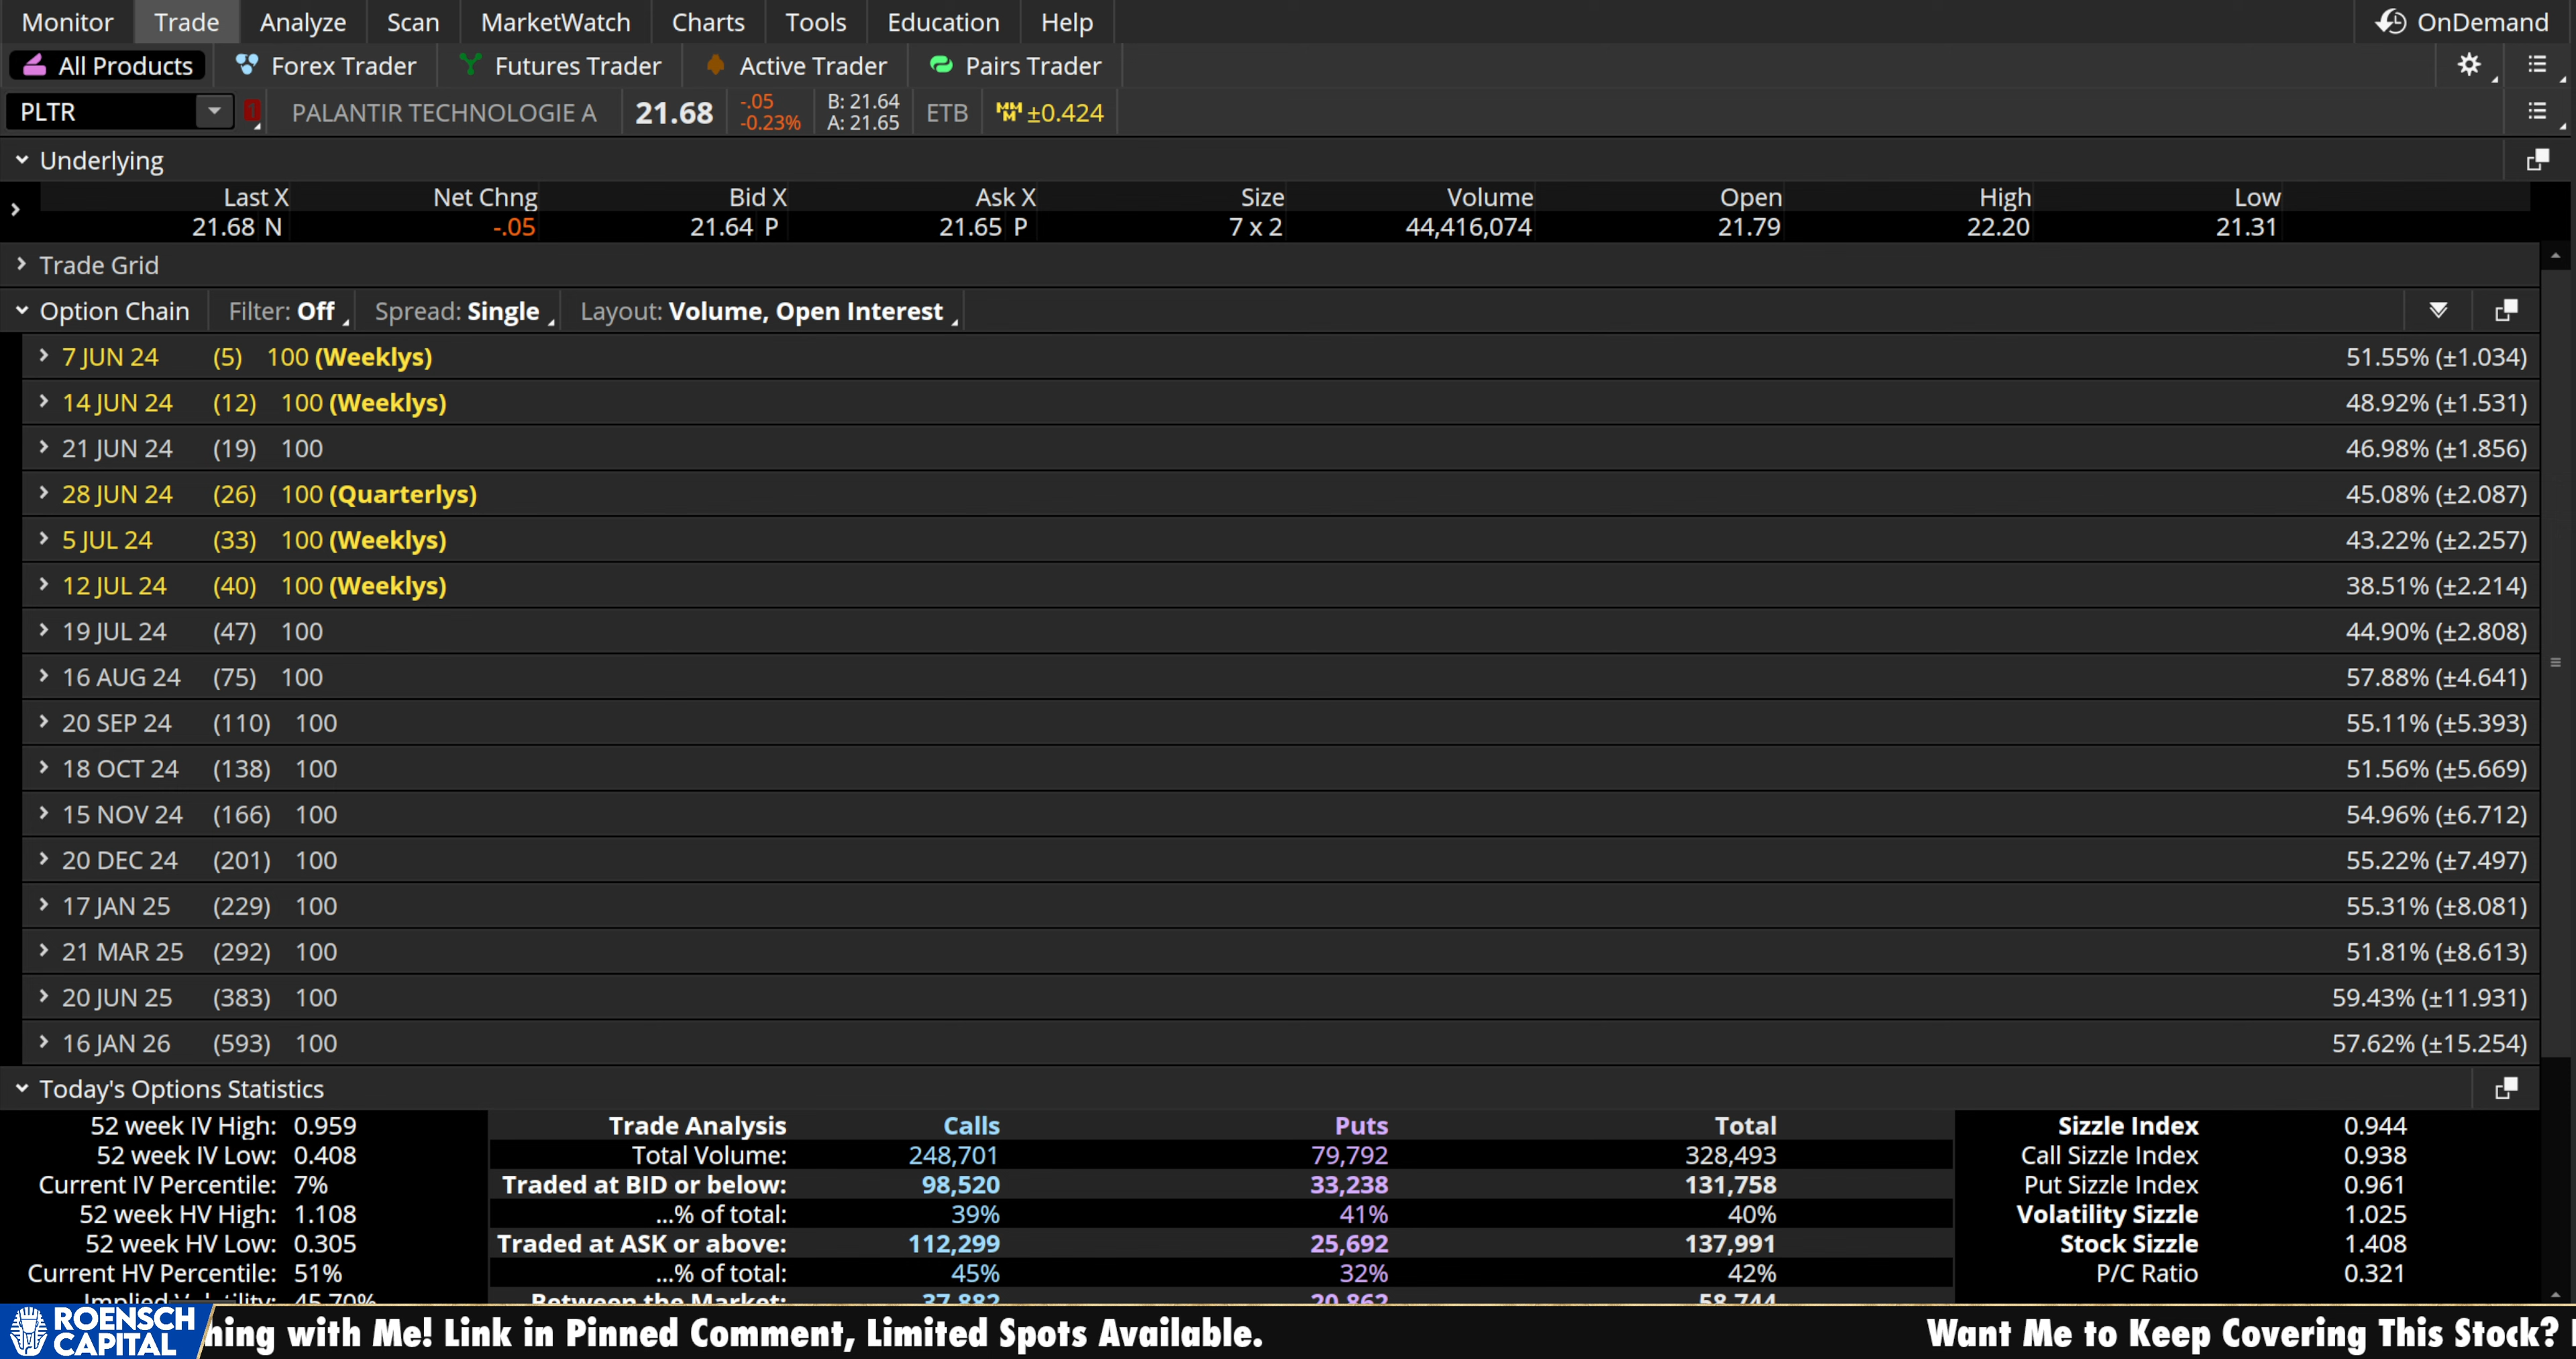 Monitor Trade Analyze Scan MarketWatch Charts Tools Education Help OnDemand
All Products Forex Trader Futures Trader Active Trader Pairs Trader
PLTR 1 PALANTIR TECHNOLOGIE A 21.68 -.05 -0.23% B: 21.64 A: 21.65 ETB ±0.424
Underlying
Last X Net Chng Bid X Ask X Size Volume Open High Low
21.68 N -.05 21.64 P 21.65 P 7 x 2 44,416,074 21.79 22.20 21.31
Trade Grid
Option Chain Filter: Off Spread: Single Layout: Volume, Open Interest
7 JUN 24 (5) 100 (Weeklys) 51.55% (±1.034)
14 JUN 24 (12) 100 (Weeklys) 48.92% (±1.531)
21 JUN 24 (19) 100 46.98% (±1.856)
28 JUN 24 (26) 100 (Quarterlys) 45.08% (±2.087)
5 JUL 24 (33) 100 (Weeklys) 43.22% (±2.257)
12 JUL 24 (40) 100 (Weeklys) 38.51% (±2.214)
19 JUL 24 (47) 100 44.90% (±2.808)
16 AUG 24 (75) 100 57.88% (±4.641)
20 SEP 24 (110) 100 55.11% (±5.393)
18 OCT 24 (138) 100 51.56% (±5.669)
15 NOV 24 (166) 100 54.96% (±6.712)
20 DEC 24 (201) 100 55.22% (±7.497)
17 JAN 25 (229) 100 55.31% (±8.081)
21 MAR 25 (292) 100 51.81% (±8.613)
20 JUN 25 (383) 100 59.43% (±11.931)
16 JAN 26 (593) 100 57.62% (±15.254)
Today's Options Statistics
52 week IV High: 0.959 Trade Analysis Calls Puts Total Sizzle Index 0.944
52 week IV Low: 0.408 Total Volume: 248,701 79,792 328,493 Call Sizzle Index 0.938
Current IV Percentile: 7% Traded at BID or below: 98,520 33,238 131,758 Put Sizzle Index 0.961
52 week HV High: 1.108 ...% of total: 39% 41% 40% Volatility Sizzle 1.025
52 week HV Low: 0.305 Traded at ASK or above: 112,299 25,692 137,991 Stock Sizzle 1.408
Current HV Percentile: 51% ...% of total: 45% 32% 42% P/C Ratio 0.321
Implied Volatility: 45.70% Between the Market: 37,882 20,862 58,744
ROENSCH CAPITAL hing with Me! Link in Pinned Comment, Limited Spots Available. Want Me to Keep Covering This Stock?